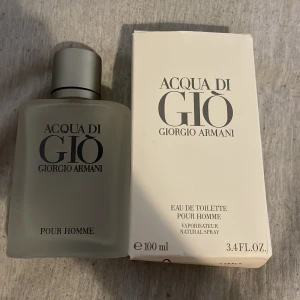 ACQUA DI
GIÒ
GIORGIO ARMANI
POUR HOMME
ACQUA DI
GIÒ
GIORGIO ARMANI
EAU DE TOILETTE
POUR HOMME
VAPORISATEUR
NATURAL SPRAY
e 100 ml 3.4 FL.OZ.